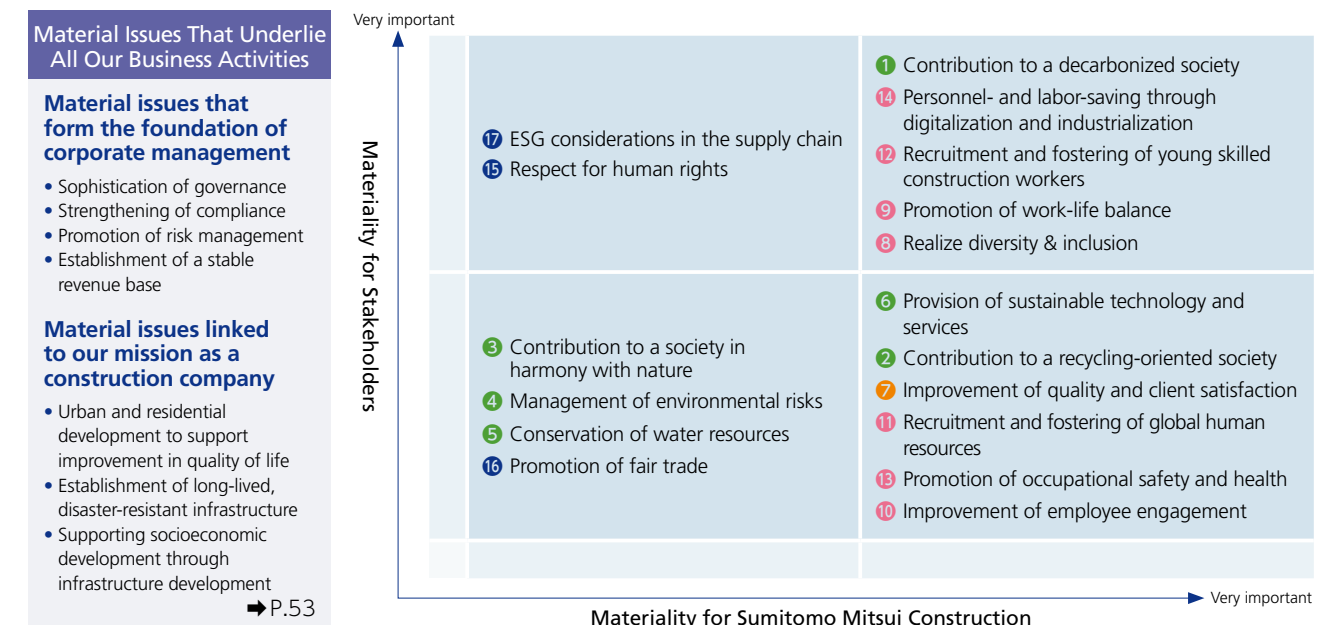 Material Issues That Underlie
All Our Business Activities
Material issues that
form the foundation of
corporate management
• Sophistication of governance
• Strengthening of compliance
• Promotion of risk management
• Establishment of a stable
revenue base
Material issues linked
to our mission as a
construction company
• Urban and residential
development to support
improvement in quality of life
• Establishment of long-lived,
disaster-resistant infrastructure
• Supporting socioeconomic
development through
infrastructure development
➡P.53
Very important
Materiality for Stakeholders
17 ESG considerations in the supply chain
15 Respect for human rights
1 Contribution to a decarbonized society
14 Personnel- and labor-saving through
digitalization and industrialization
12 Recruitment and fostering of young skilled
construction workers
9 Promotion of work-life balance
8 Realize diversity & inclusion
3 Contribution to a society in
harmony with nature
4 Management of environmental risks
5 Conservation of water resources
16 Promotion of fair trade
6 Provision of sustainable technology and
services
2 Contribution to a recycling-oriented society
7 Improvement of quality and client satisfaction
11 Recruitment and fostering of global human
resources
13 Promotion of occupational safety and health
10 Improvement of employee engagement
Very important
Materiality for Sumitomo Mitsui Construction